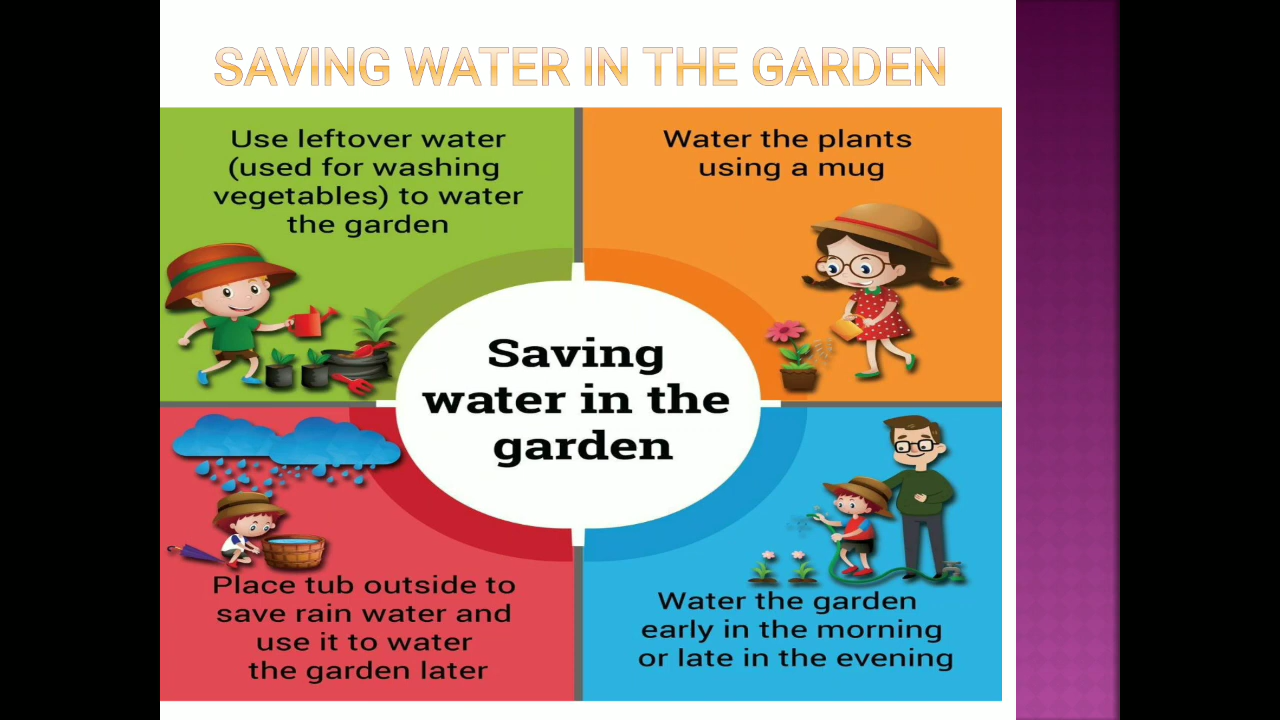 SAVING WATER IN THE GARDEN
Use leftover water
(used for washing
vegetables) to water
the garden
Water the plants
using a mug
Saving
water in the
garden
Place tub outside to
save rain water and
use it to water
the garden later
Water the garden
early in the morning
or late in the evening